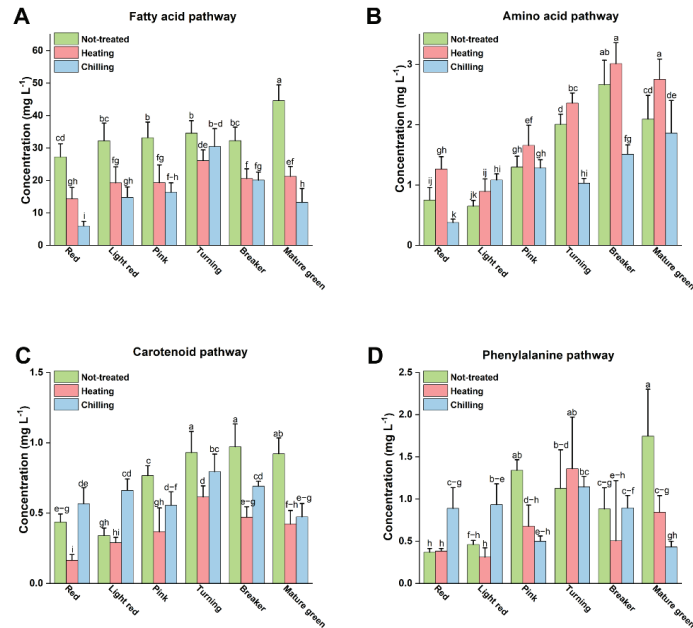 A
Fatty acid pathway
Not-treated
Heating
Chilling
Concentration (mg L-1)
60
50
40
30
20
10
0
cd gh i
bc fg gh
bc fg f-h
b de b-d
bc f fg
a ef h
Red
Light red
Pink
Turning
Breaker
Mature green
B
Amino acid pathway
Not-treated
Heating
Chilling
Concentration (mg L-1)
3
2
1
0
ij gh k
jk ij hi
gh ef gh
d bc hi
ab a fg
cd ab de
Red
Light red
Pink
Turning
Breaker
Mature green
C
Carotenoid pathway
Not-treated
Heating
Chilling
Concentration (mg L-1)
1.5
1.0
0.5
0.0
e-g i de
gh hi cd
c gh d-f
a d bc
a e-g cd
ab f-h e-g
Red
Light red
Pink
Turning
Breaker
Mature green
D
Phenylalanine pathway
Not-treated
Heating
Chilling
Concentration (mg L-1)
2.5
2.0
1.5
1.0
0.5
0.0
h h c-g
f-h h b-e
ab d-h e-h
b-d ab bc
c-g e-h c-f
a c-g gh
Red
Light red
Pink
Turning
Breaker
Mature green